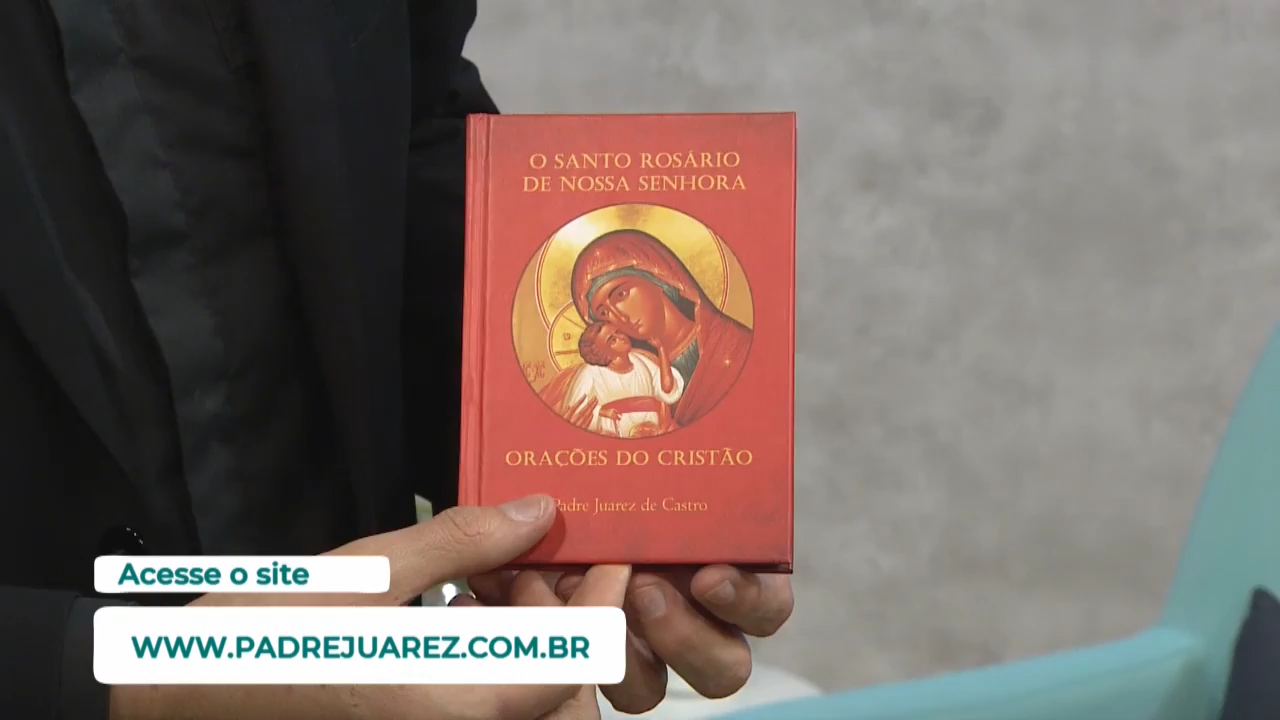 O SANTO ROSÁRIO
DE NOSSA SENHORA
ORAÇÕES DO CRISTÃO
Padre Juarez de Castro
Acesse o site
WWW.PADREJUAREZ.COM.BR